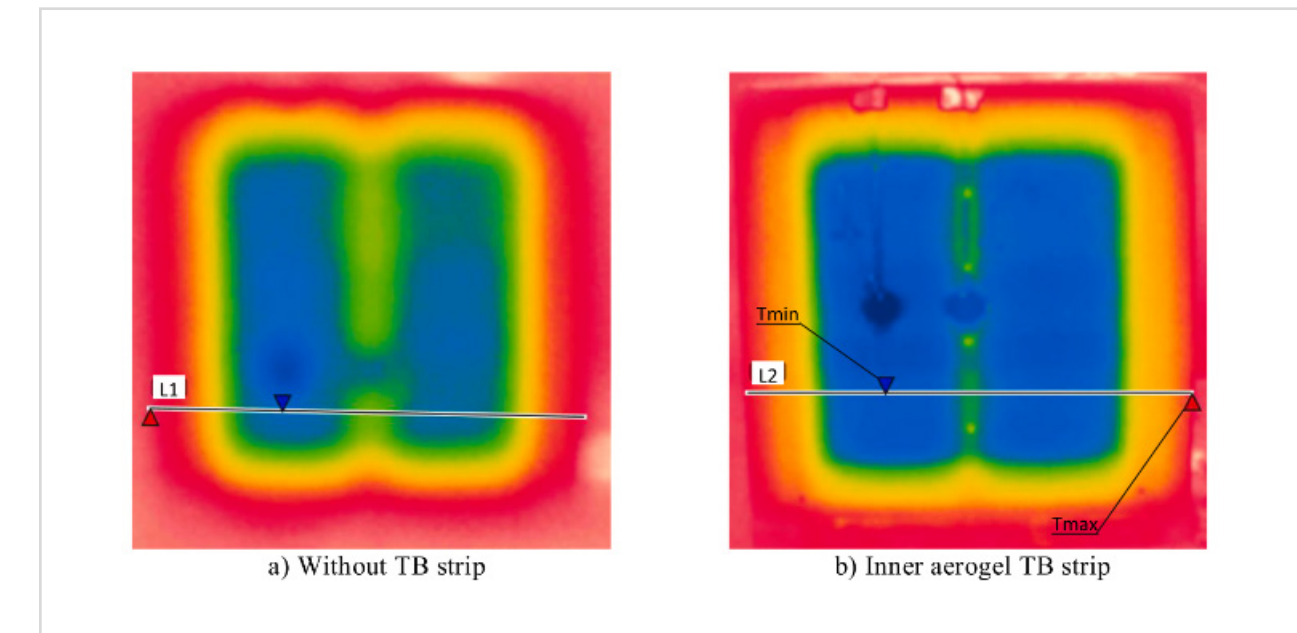 L1
Tmin
L2
Tmax
a) Without TB strip
b) Inner aerogel TB strip